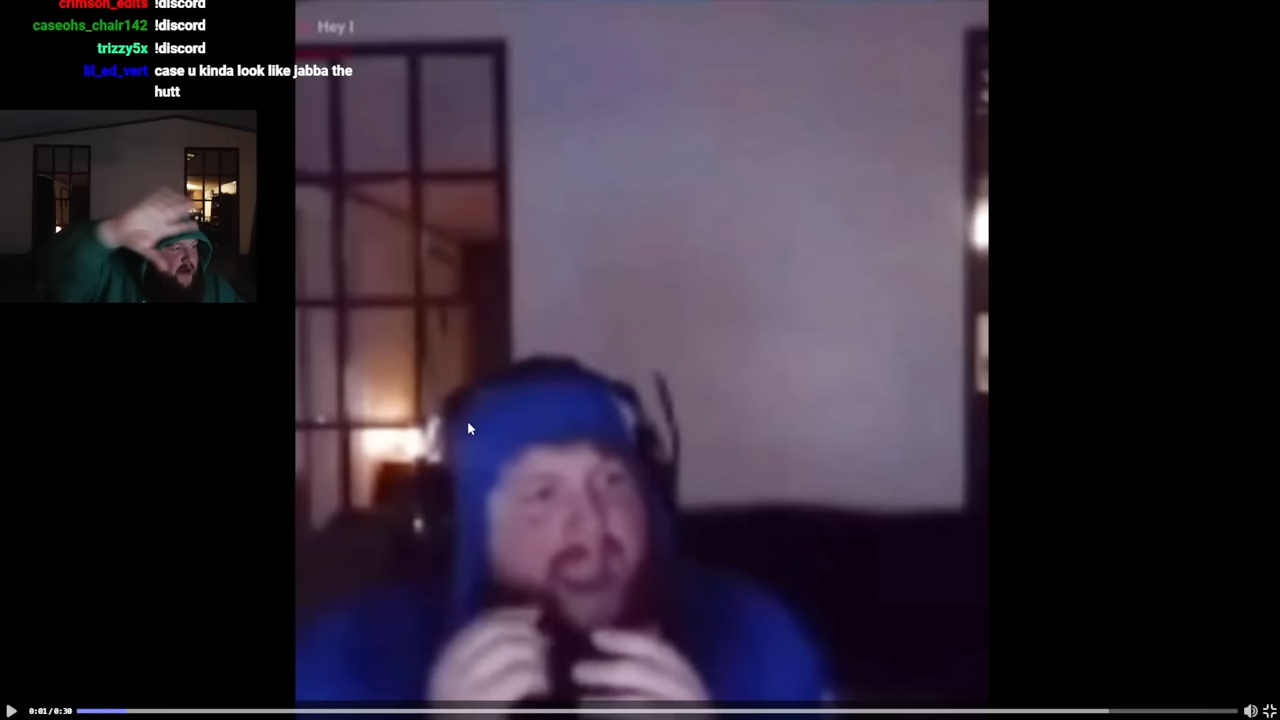 crimson_edits !discord
caseohs_chair142 !discord
trizzy5x !discord
lil_ed_vert case u kinda look like jabba the
hutt
Hey I
0:01/0:30